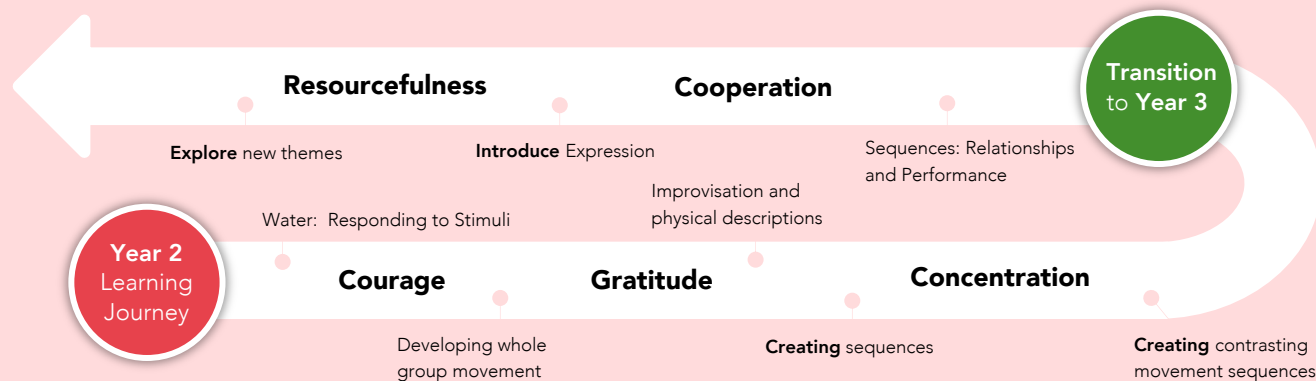 Resourcefulness
Cooperation
Transition
to Year 3
Explore new themes
Introduce Expression
Sequences: Relationships
and Performance
Improvisation and
physical descriptions
Water:  Responding to Stimuli
Year 2
Learning
Journey
Courage
Gratitude
Concentration
Developing whole
group movement
Creating sequences
Creating contrasting
movement sequences